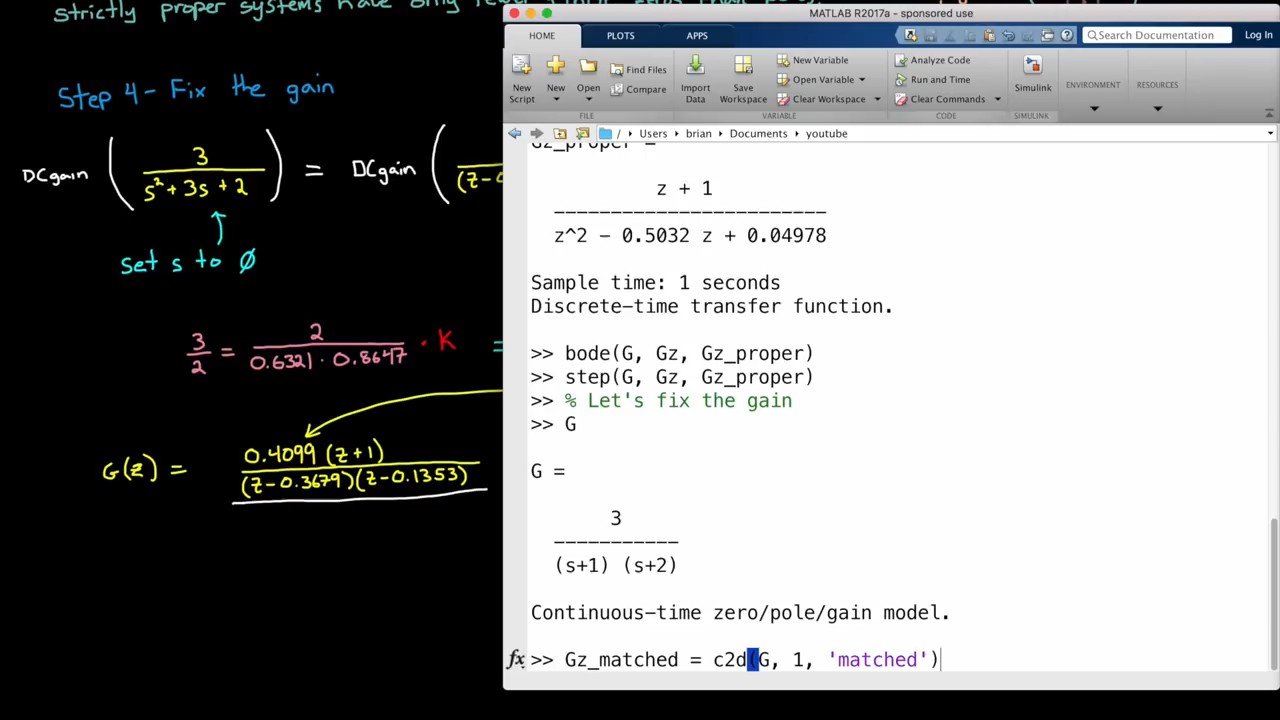 Step 4 - Fix the gain
DCgain ( 3 / s² + 3s + 2 ) = DCgain (
(z-0
set s to ∅
3/2 = 2 / 0.6321 · 0.8647 · K =
G(z) = 0.4099 (z+1)
(z-0.3679)(z-0.1353)
MATLAB R2017a - sponsored use
HOME PLOTS APPS Search Documentation Log In
New Script
New
Open
Find Files
Compare
Import Data
Save Workspace
New Variable
Open Variable
Clear Workspace
Analyze Code
Run and Time
Clear Commands
Simulink
ENVIRONMENT
RESOURCES
FILE VARIABLE CODE SIMULINK
/ Users brian Documents youtube
Gz_proper =
z + 1
------------------------
z^2 - 0.5032 z + 0.04978
Sample time: 1 seconds
Discrete-time transfer function.
>> bode(G, Gz, Gz_proper)
>> step(G, Gz, Gz_proper)
>> % Let's fix the gain
>> G
G =
3
-----------
(s+1) (s+2)
Continuous-time zero/pole/gain model.
fx >> Gz_matched = c2d(G, 1, 'matched')